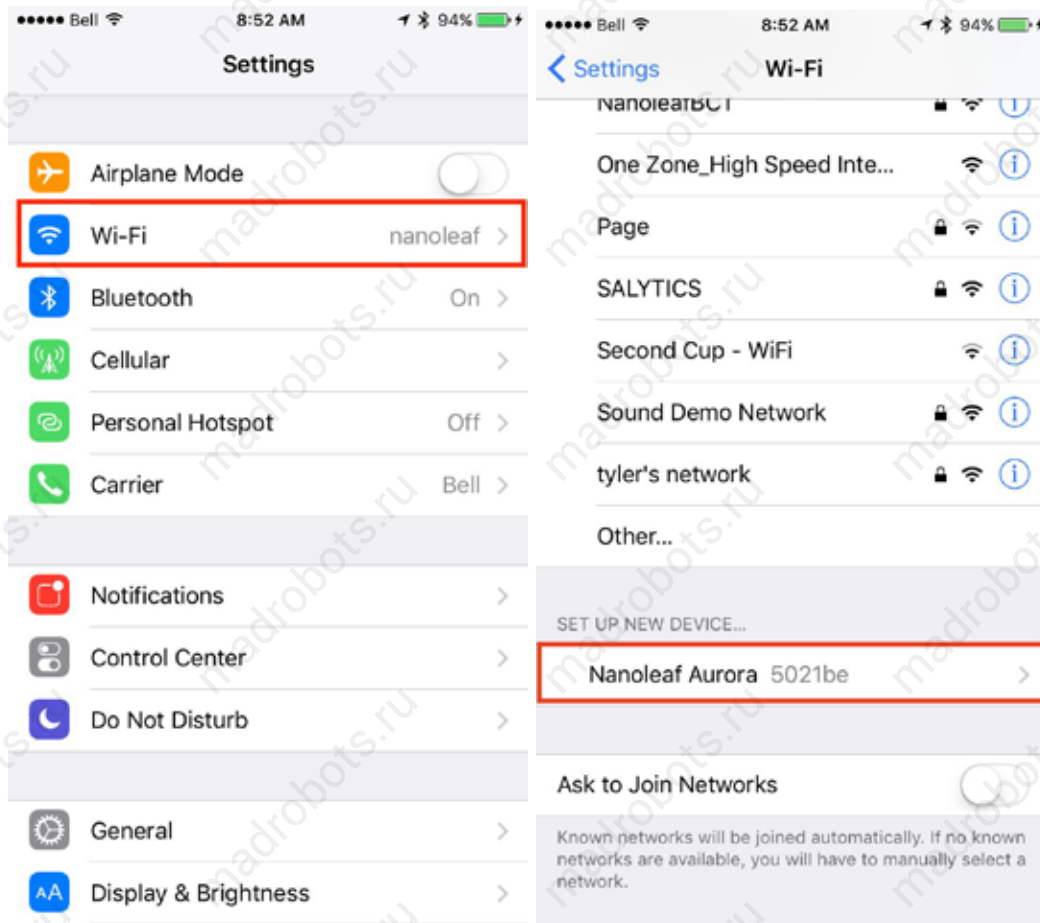 Bell 8:52 AM 94%
Settings
Airplane Mode
Wi-Fi nanoleaf
Bluetooth On
Cellular
Personal Hotspot Off
Carrier Bell
Notifications
Control Center
Do Not Disturb
General
AA Display & Brightness
Bell 8:52 AM 94%
Settings Wi-Fi
NanoleafBCT
One Zone_High Speed Inte...
Page
SALYTICS
Second Cup - WiFi
Sound Demo Network
tyler's network
Other...
SET UP NEW DEVICE...
Nanoleaf Aurora 5021be
Ask to Join Networks
Known networks will be joined automatically. If no known
networks are available, you will have to manually select a
network.
madrobots.ru